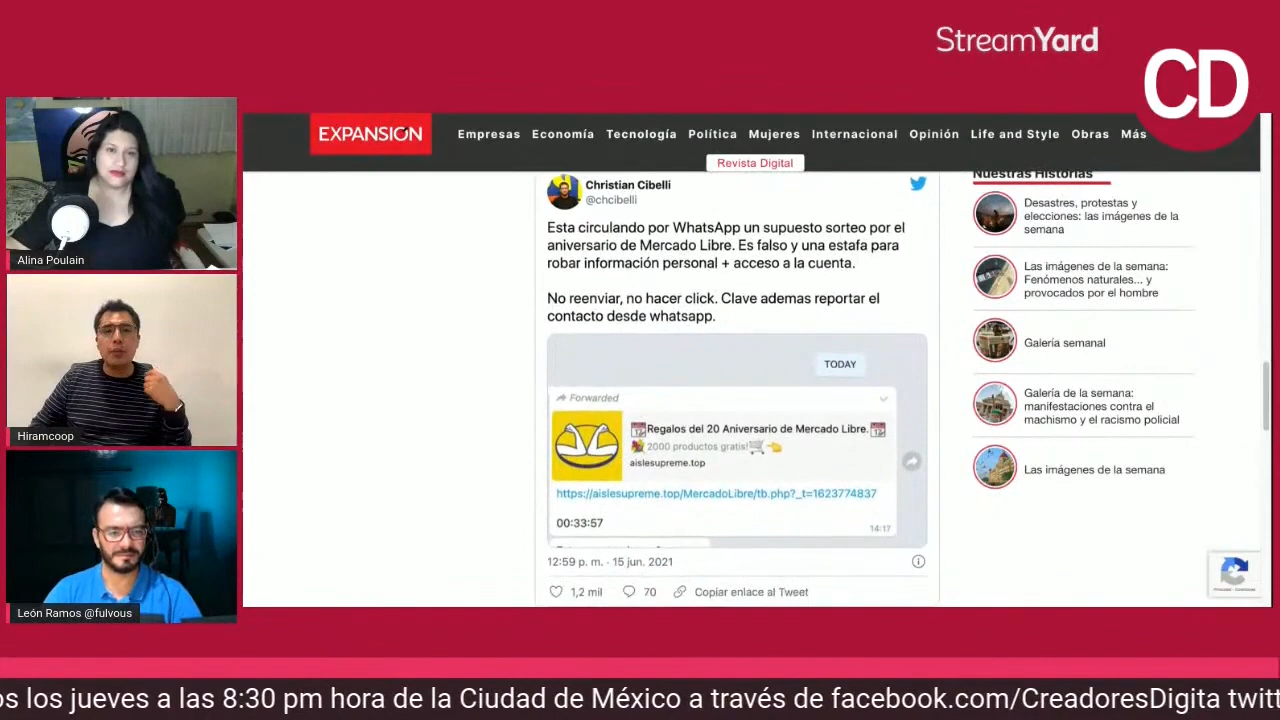 StreamYard
CD
EXPANSIÓN
Empresas Economía Tecnología Política Mujeres Internacional Opinión Life and Style Obras Más
Revista Digital
Alina Poulain
Hiramcoop
León Ramos @fulvous
Christian Cibelli
@chcibelli
Esta circulando por WhatsApp un supuesto sorteo por el
aniversario de Mercado Libre. Es falso y una estafa para
robar información personal + acceso a la cuenta.
No reenviar, no hacer click. Clave ademas reportar el
contacto desde whatsapp.
TODAY
Forwarded
Regalos del 20 Aniversario de Mercado Libre.
2000 productos gratis!
aislesupreme.top
https://aislesupreme.top/MercadoLibre/tb.php?_t=1623774837
00:33:57
14:17
12:59 p. m. · 15 jun. 2021
1,2 mil 70 Copiar enlace al Tweet
Nuestras Historias
Desastres, protestas y
elecciones: las imágenes de la
semana
Las imágenes de la semana:
Fenómenos naturales... y
provocados por el hombre
Galería semanal
Galería de la semana:
manifestaciones contra el
machismo y el racismo policial
Las imágenes de la semana
os los jueves a las 8:30 pm hora de la Ciudad de México a través de facebook.com/CreadoresDigita twitt